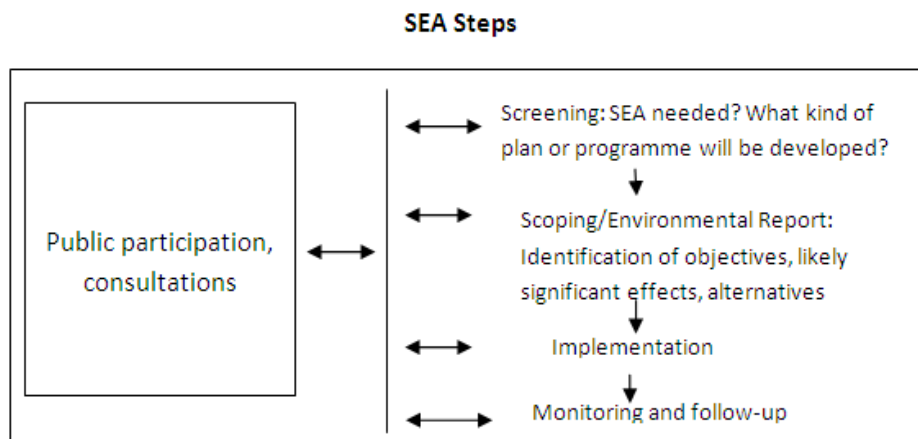 SEA Steps
Public participation,
consultations
Screening: SEA needed? What kind of
plan or programme will be developed?
Scoping/Environmental Report:
Identification of objectives, likely
significant effects, alternatives
Implementation
Monitoring and follow-up